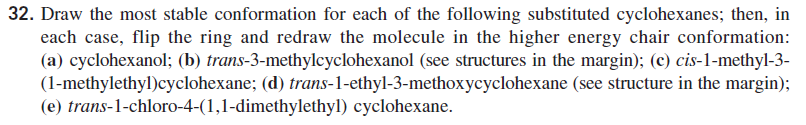 32. Draw the most stable conformation for each of the following substituted cyclohexanes; then, in
each case, flip the ring and redraw the molecule in the higher energy chair conformation:
(a) cyclohexanol; (b) trans-3-methylcyclohexanol (see structures in the margin); (c) cis-1-methyl-3-
(1-methylethyl)cyclohexane; (d) trans-1-ethyl-3-methoxycyclohexane (see structure in the margin);
(e) trans-1-chloro-4-(1,1-dimethylethyl) cyclohexane.